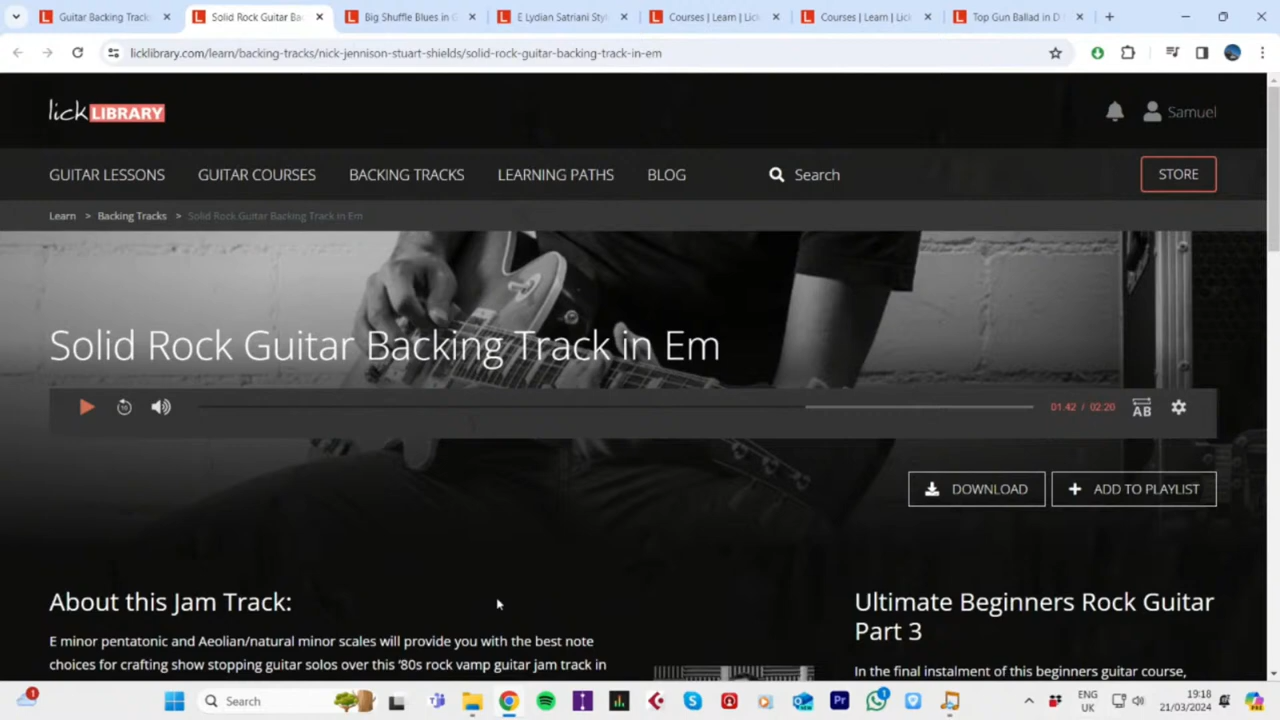 Guitar Backing Tracks
Solid Rock Guitar Ba
Big Shuffle Blues in G
E Lydian Satriani Styl
Courses | Learn | Lic
Courses | Learn | Lick
Top Gun Ballad in D
licklibrary.com/learn/backing-tracks/nick-jennison-stuart-shields/solid-rock-guitar-backing-track-in-em
lick LIBRARY
Samuel
GUITAR LESSONS GUITAR COURSES BACKING TRACKS LEARNING PATHS BLOG Search STORE
Learn > Backing Tracks > Solid Rock Guitar Backing Track in Em
Solid Rock Guitar Backing Track in Em
10 01:42 / 02:20 AB
DOWNLOAD ADD TO PLAYLIST
About this Jam Track:
E minor pentatonic and Aeolian/natural minor scales will provide you with the best note
choices for crafting show stopping guitar solos over this '80s rock vamp guitar jam track in
Ultimate Beginners Rock Guitar
Part 3
In the final instalment of this beginners guitar course,
1 Search Pr 1 ENG 19:18
UK 21/03/2024